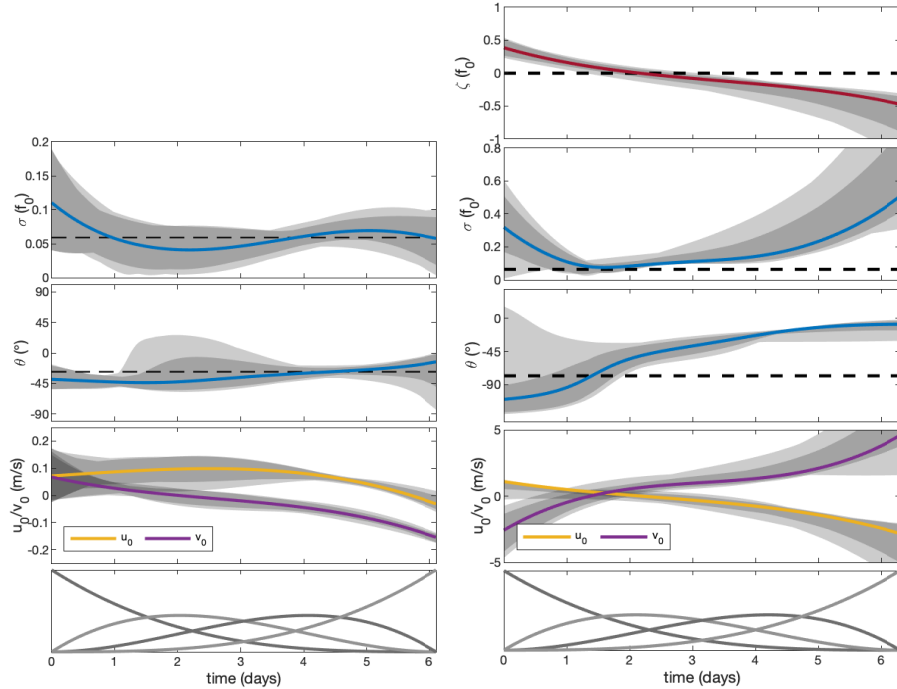 0.2
0.15
0.1
0.05
0
σ (f₀)
90
45
0
-45
-90
θ (°)
0.2
0.1
0
-0.1
-0.2
u₀/v₀ (m/s)
u₀ v₀
0 1 2 3 4 5 6
time (days)
1
0.5
0
-0.5
-1
ζ (f₀)
0.8
0.6
0.4
0.2
0
σ (f₀)
0
-45
-90
θ (°)
5
0
-5
u₀/v₀ (m/s)
u₀ v₀
0 1 2 3 4 5 6
time (days)